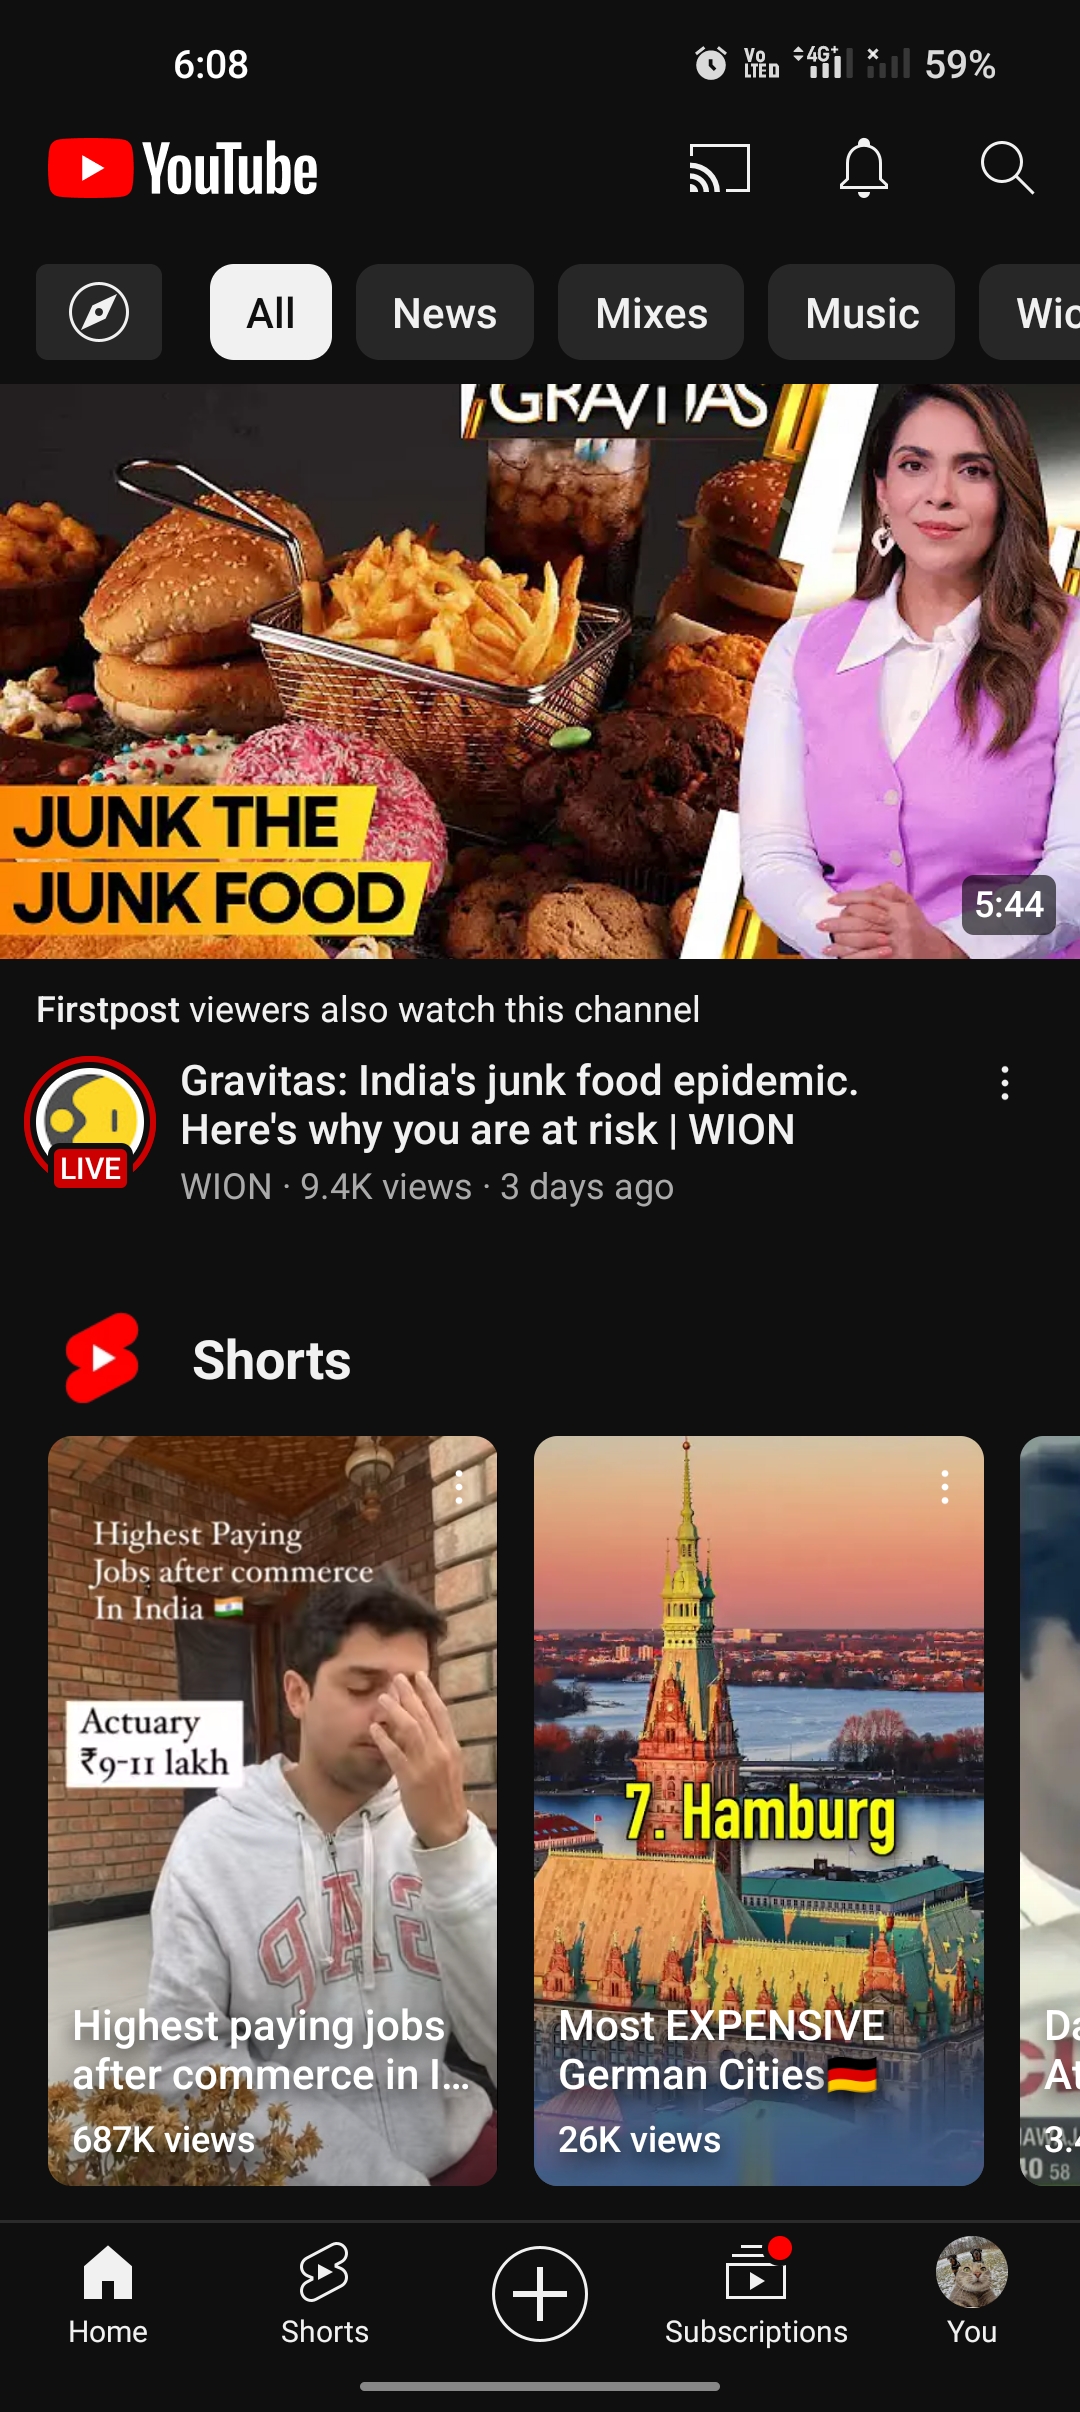 6:08
Vo
LTE
4G+
59%
YouTube
All
News
Mixes
Music
GRAVITAS
JUNK THE
JUNK FOOD
5:44
Firstpost viewers also watch this channel
Gravitas: India's junk food epidemic.
Here's why you are at risk | WION
LIVE
WION · 9.4K views · 3 days ago
Shorts
Highest Paying
Jobs after commerce
In India 🇮🇳
Actuary
₹9-11 lakh
Highest paying jobs
after commerce in I...
687K views
7. Hamburg
Most EXPENSIVE
German Cities🇩🇪
26K views
Home
Shorts
Subscriptions
You